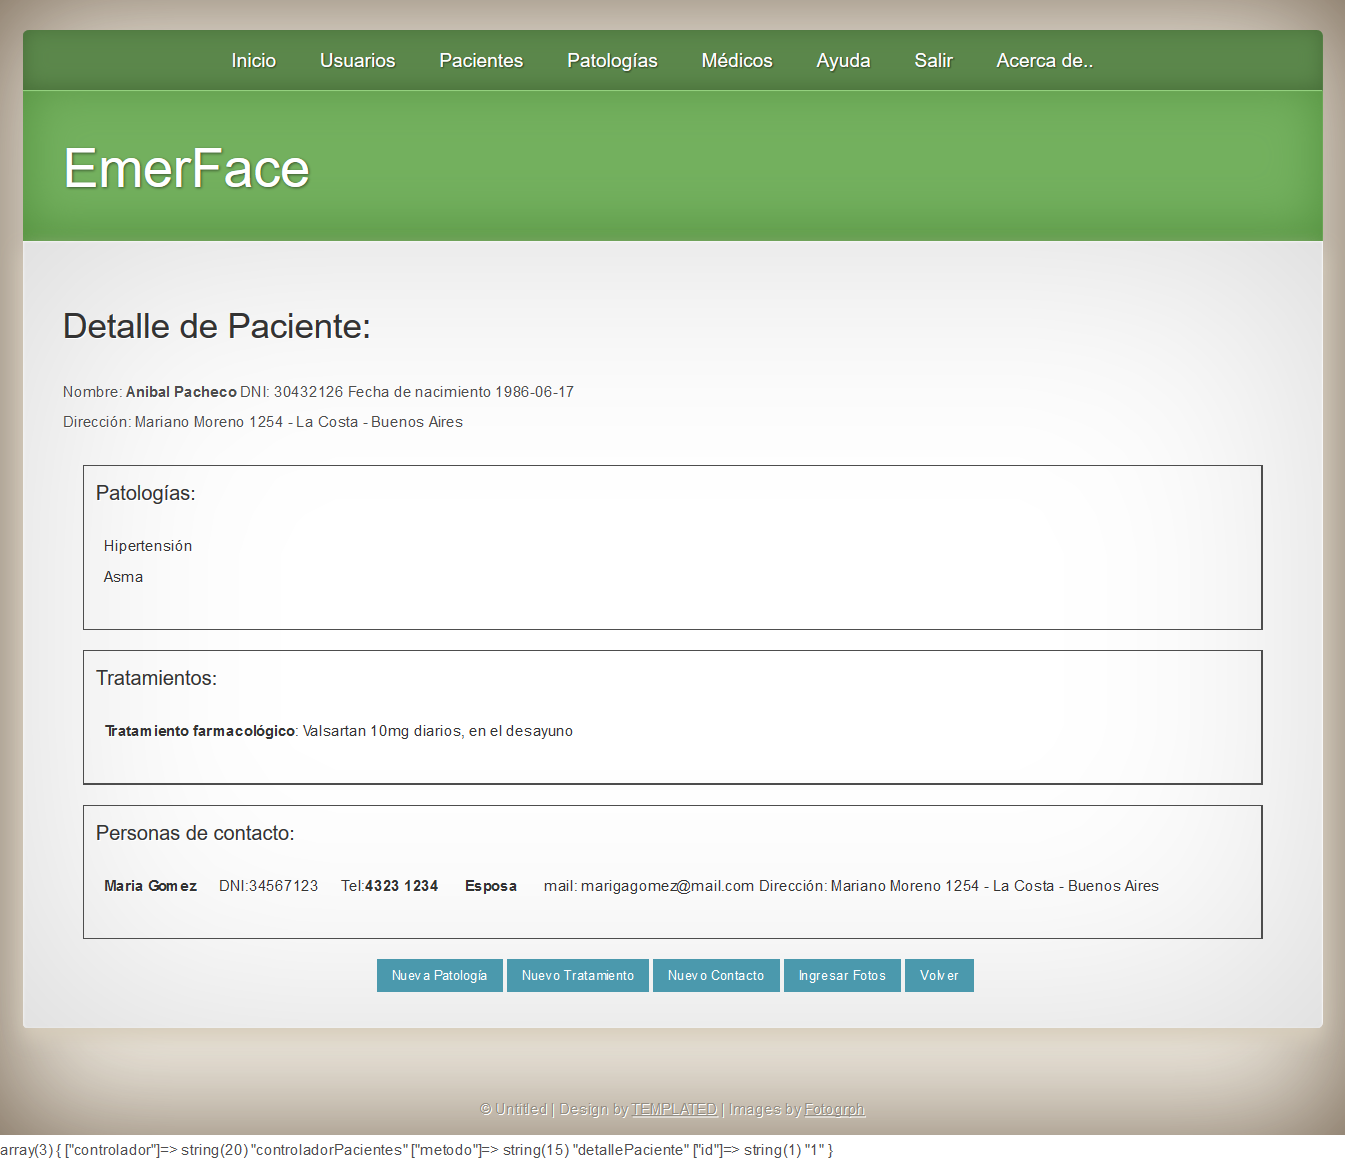 Inicio Usuarios Pacientes Patologías Médicos Ayuda Salir Acerca de..
EmerFace
Detalle de Paciente:
Nombre: Anibal Pacheco DNI: 30432126 Fecha de nacimiento 1986-06-17
Dirección: Mariano Moreno 1254 - La Costa - Buenos Aires
Patologías:
Hipertensión
Asma
Tratamientos:
Tratamiento farmacológico: Valsartan 10mg diarios, en el desayuno
Personas de contacto:
Maria Gomez DNI:34567123 Tel:4323 1234 Esposa mail: marigagomez@mail.com Dirección: Mariano Moreno 1254 - La Costa - Buenos Aires
Nueva Patología Nuevo Tratamiento Nuevo Contacto Ingresar Fotos Volver
© Untitled | Design by TEMPLATED | Images by Fotogrph
array(3) { ["controlador"]=> string(20) "controladorPacientes" ["metodo"]=> string(15) "detallePaciente" ["id"]=> string(1) "1" }